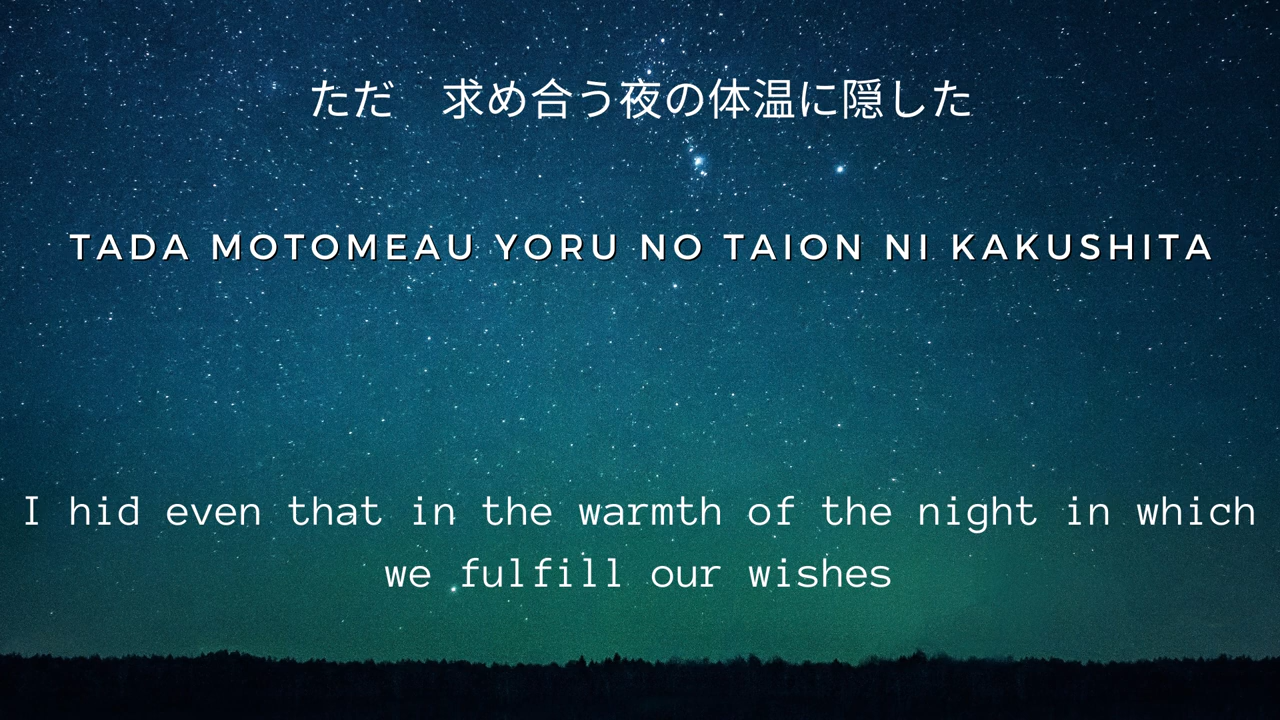 ただ　求め合う夜の体温に隠した
TADA MOTOMEAU YORU NO TAION NI KAKUSHITA
I hid even that in the warmth of the night in which
we fulfill our wishes